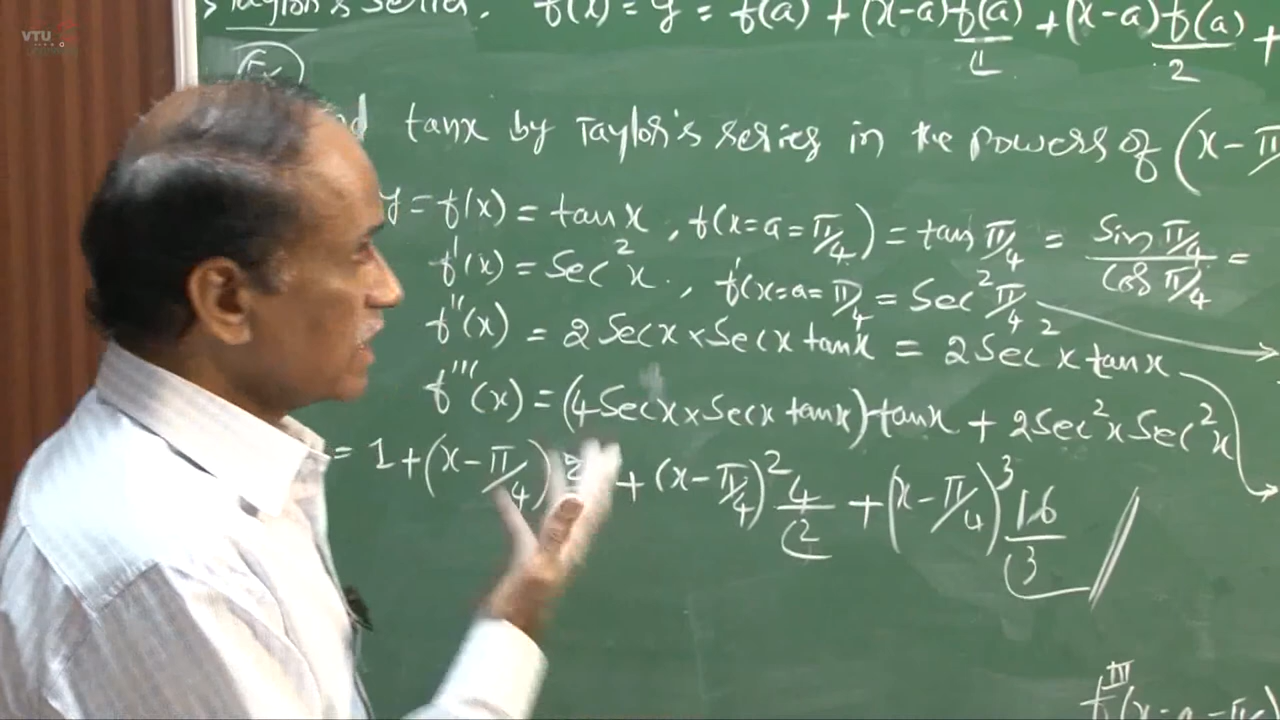 VTU
Taylor's series. f(x) = y = f(a) + (x-a) f'(a)/⌊1 + (x-a) f(a)/2 +
Ex
tanx by Taylor's series in the powers of (x - π
y = f(x) = tanx, f(x=a=π/4) = tan π/4 = Sin π/4 / Cos π/4 =
f'(x) = Sec²x., f'(x=a=π/4 = Sec² π/4
f''(x) = 2 Secx × Secx tanx = 2 Sec²x tanx
f'''(x) = (4 Secx × Secx tanx) tanx + 2 Sec²x Sec²x
= 1 + (x - π/4) 2 + (x - π/4)² 4/⌊2 + (x - π/4)³ 16/⌊3
f'''(x = a = π/4)